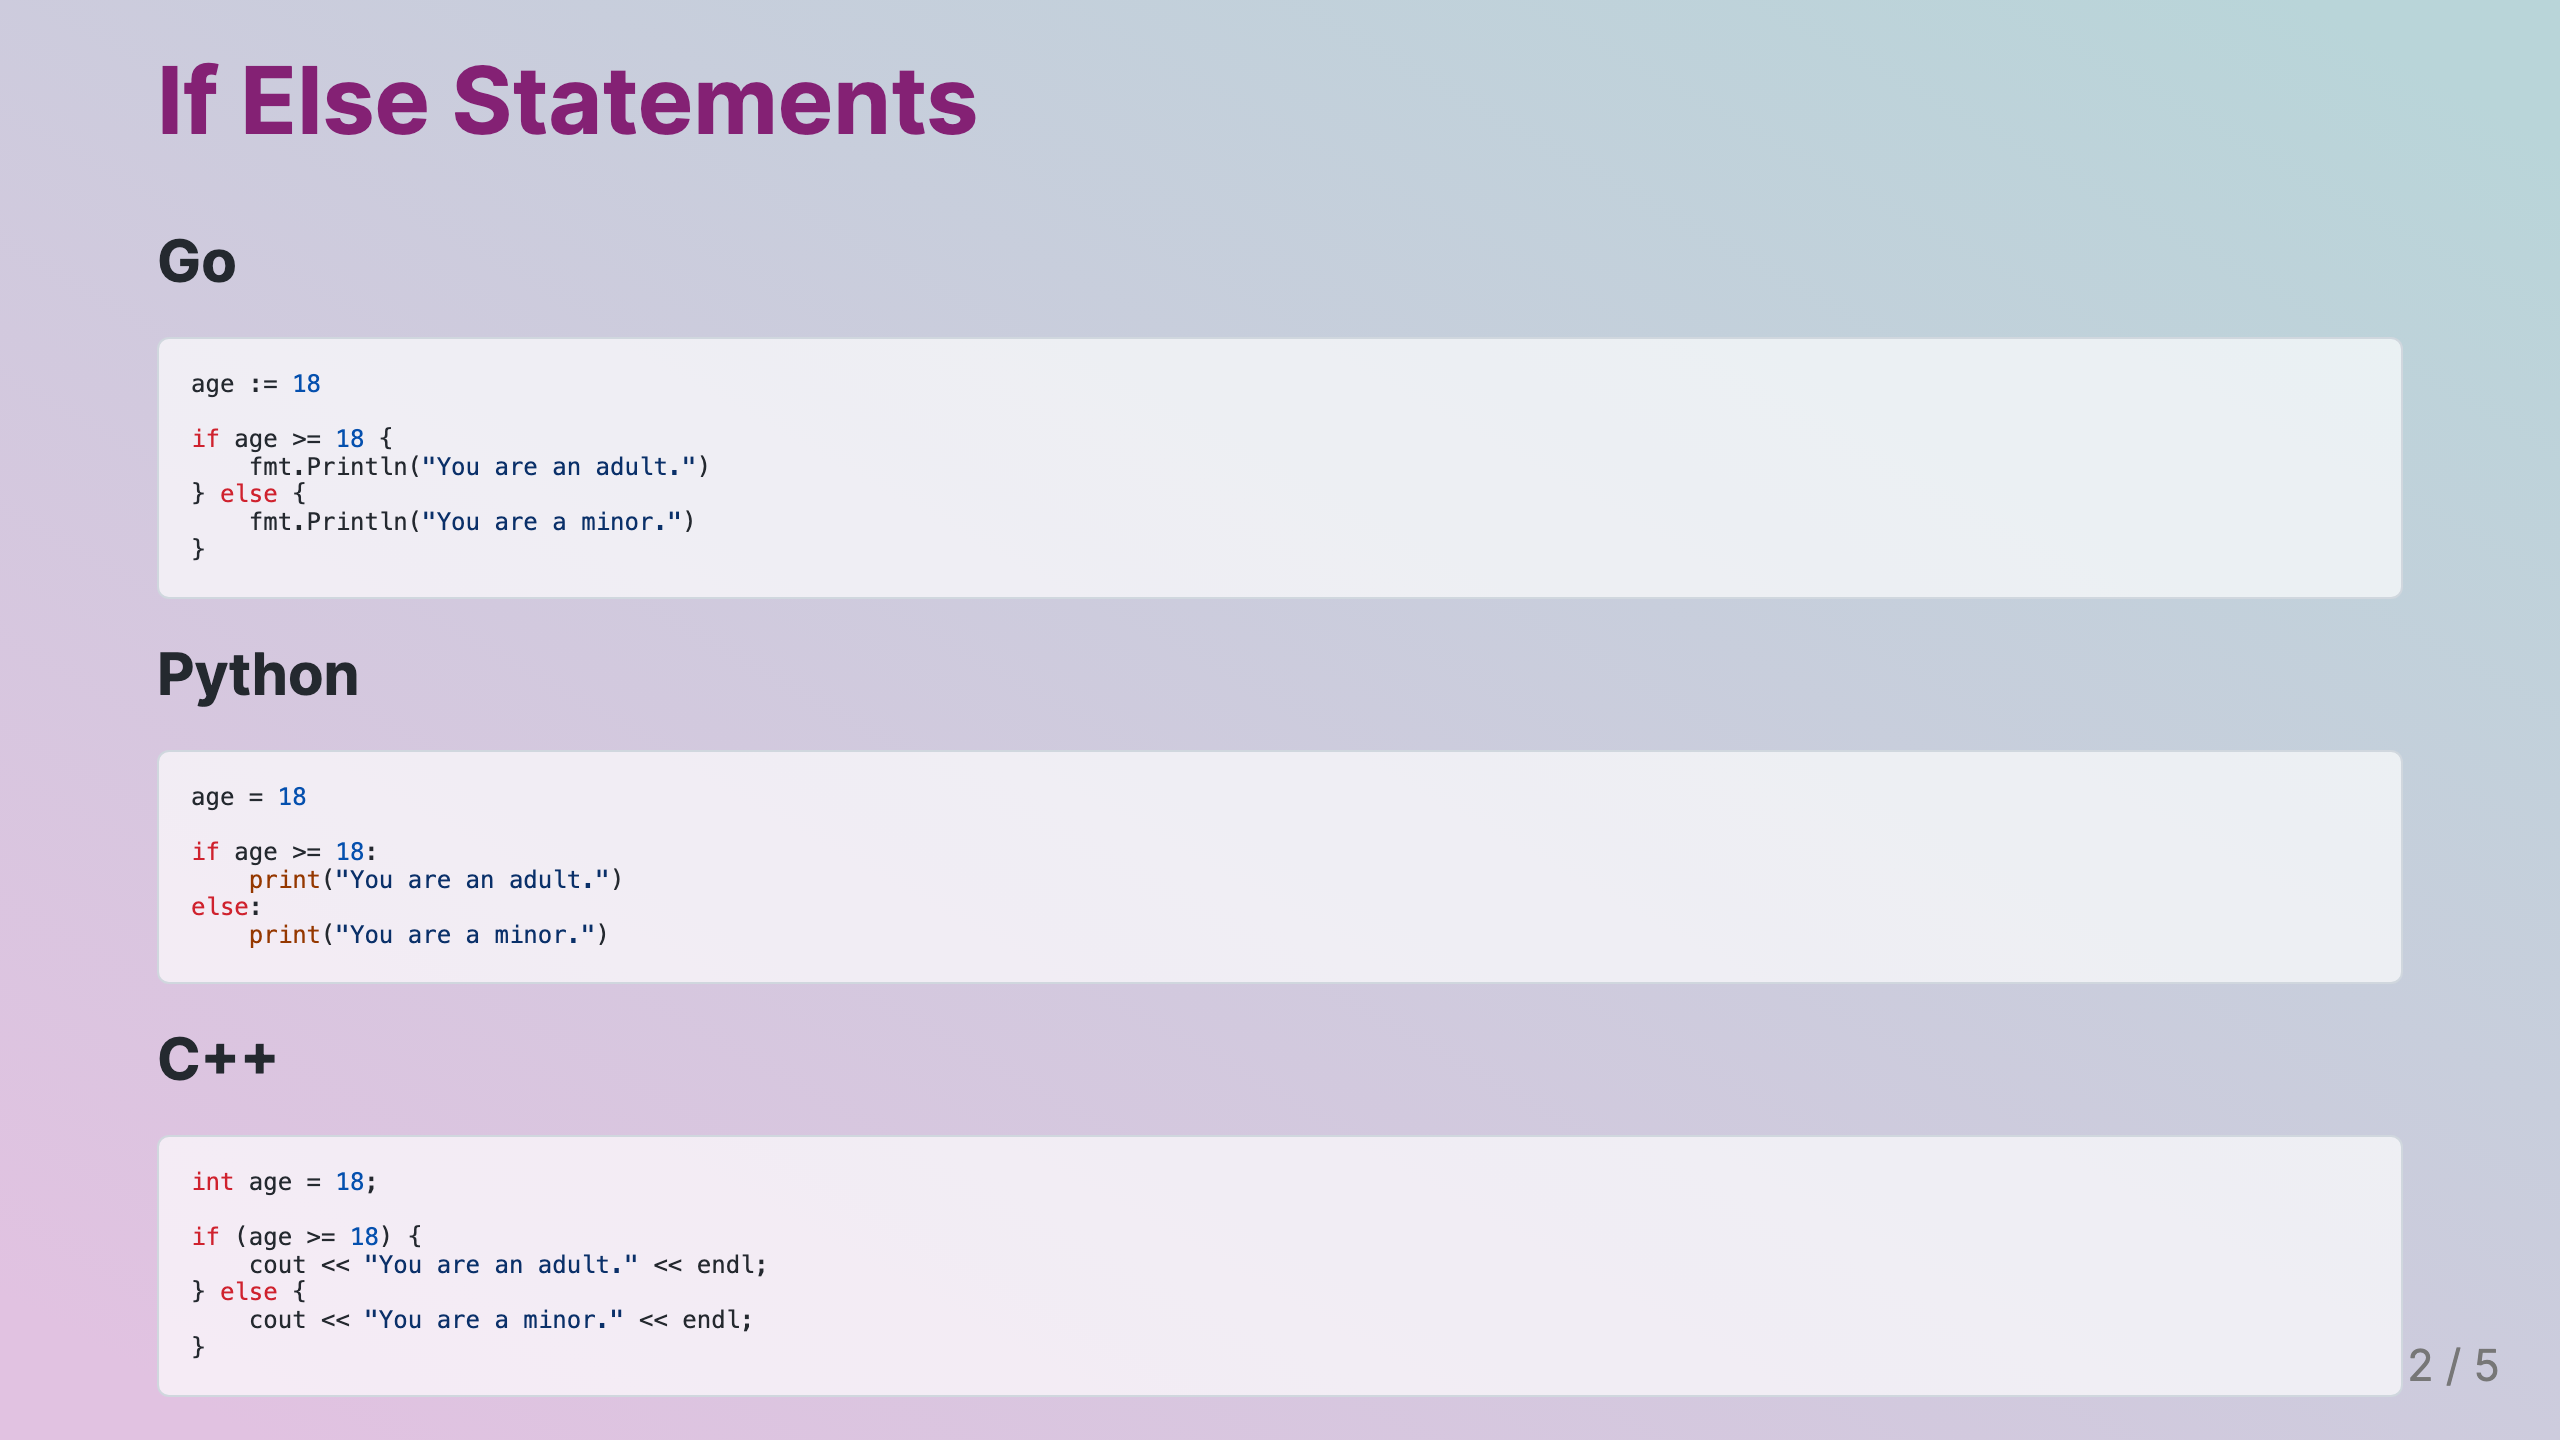 If Else Statements
Go
age := 18
if age >= 18 {
    fmt.Println("You are an adult.")
} else {
    fmt.Println("You are a minor.")
}
Python
age = 18
if age >= 18:
    print("You are an adult.")
else:
    print("You are a minor.")
C++
int age = 18;
if (age >= 18) {
    cout << "You are an adult." << endl;
} else {
    cout << "You are a minor." << endl;
}
2 / 5